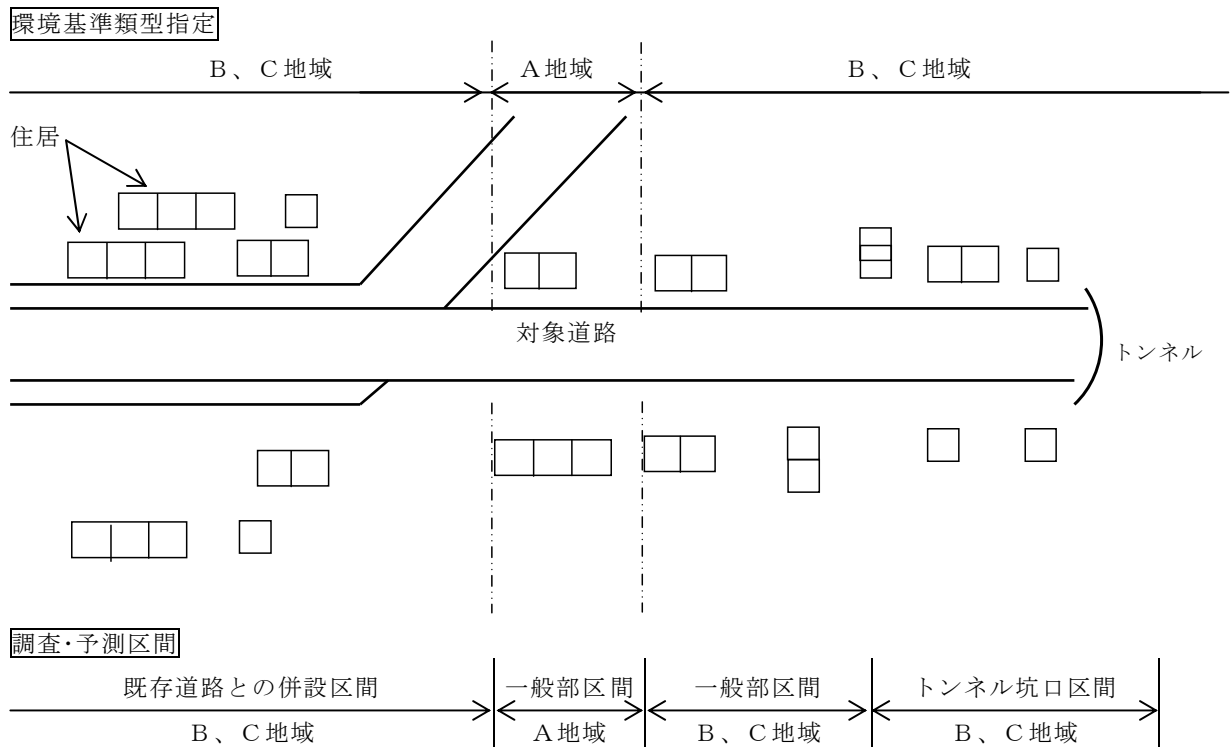 環境基準類型指定
B、C地域
A地域
B、C地域
住居
対象道路
トンネル
調査・予測区間
既存道路との併設区間
一般部区間
一般部区間
トンネル坑口区間
B、C地域
A地域
B、C地域
B、C地域